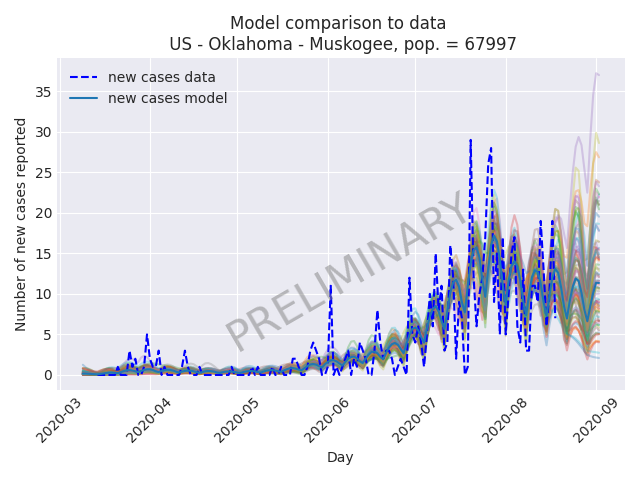 Model comparison to data
US - Oklahoma - Muskogee, pop. = 67997
new cases data
new cases model
PRELIMINARY
Number of new cases reported
35
30
25
20
15
10
5
0
2020-03
2020-04
2020-05
2020-06
2020-07
2020-08
2020-09
Day